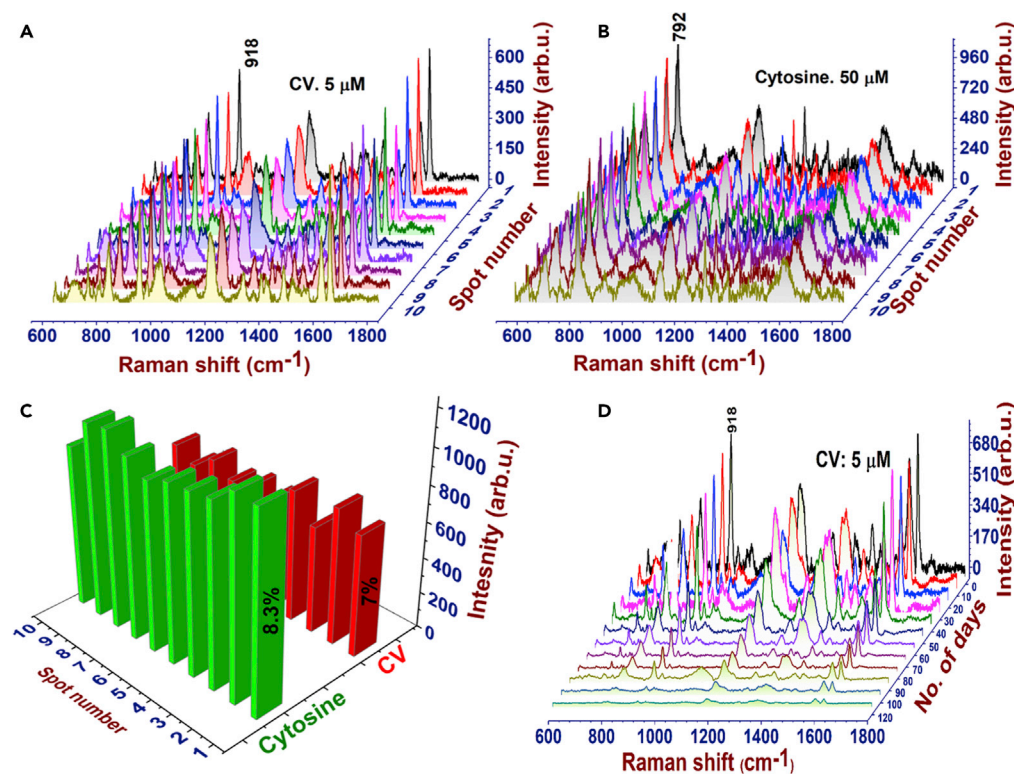 A
918
CV. 5 μM
600
450
300
150
0
Intensity (arb.u.)
1
2
3
4
6
7
8
9
10
Spot number
600 800 1000 1200 1400 1600 1800
Raman shift (cm-1)
B
792
Cytosine. 50 μM
960
720
480
240
0
Intensity (arb.u.)
1
2
3
4
6
7
8
9
10
Spot number
600 800 1000 1200 1400 1600 1800
Raman shift (cm-1)
C
1200
1000
800
600
400
200
0
Intesnity (arb.u.)
8.3%
7%
10 9 8 7 6 5 4 3 2 1
Spot number
Cytosine
CV
D
918
CV: 5 μM
680
510
340
170
0
Intensity (arb.u.)
0
10
20
30
40
50
60
70
80
90
100
120
No. of days
600 800 1000 1200 1400 1600 1800
Raman shift (cm-1)